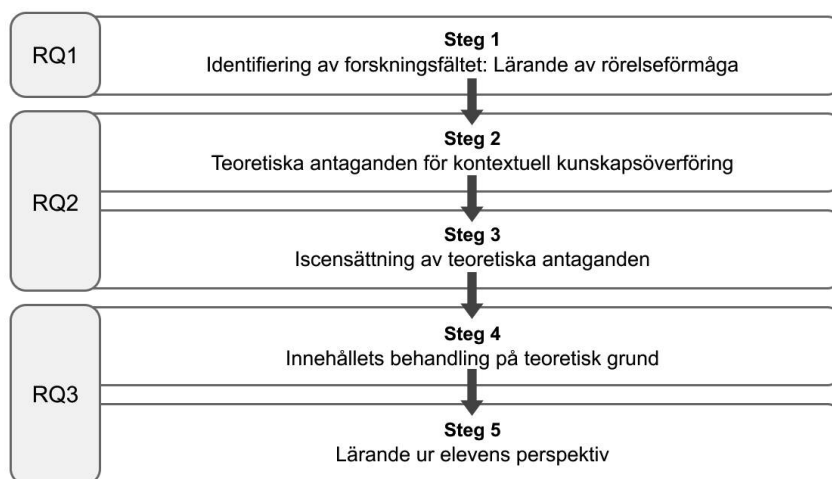 RQ1
Steg 1
Identifiering av forskningsfältet: Lärande av rörelseförmåga
RQ2
Steg 2
Teoretiska antaganden för kontextuell kunskapsöverföring
Steg 3
Iscensättning av teoretiska antaganden
RQ3
Steg 4
Innehållets behandling på teoretisk grund
Steg 5
Lärande ur elevens perspektiv